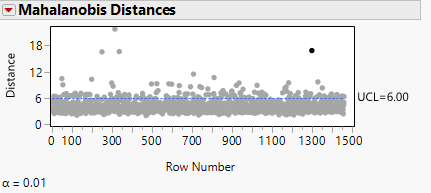 Mahalanobis Distances
18
12
6
0
Distance
UCL=6.00
0 100 300 500 700 900 1100 1300 1500
Row Number
α = 0.01